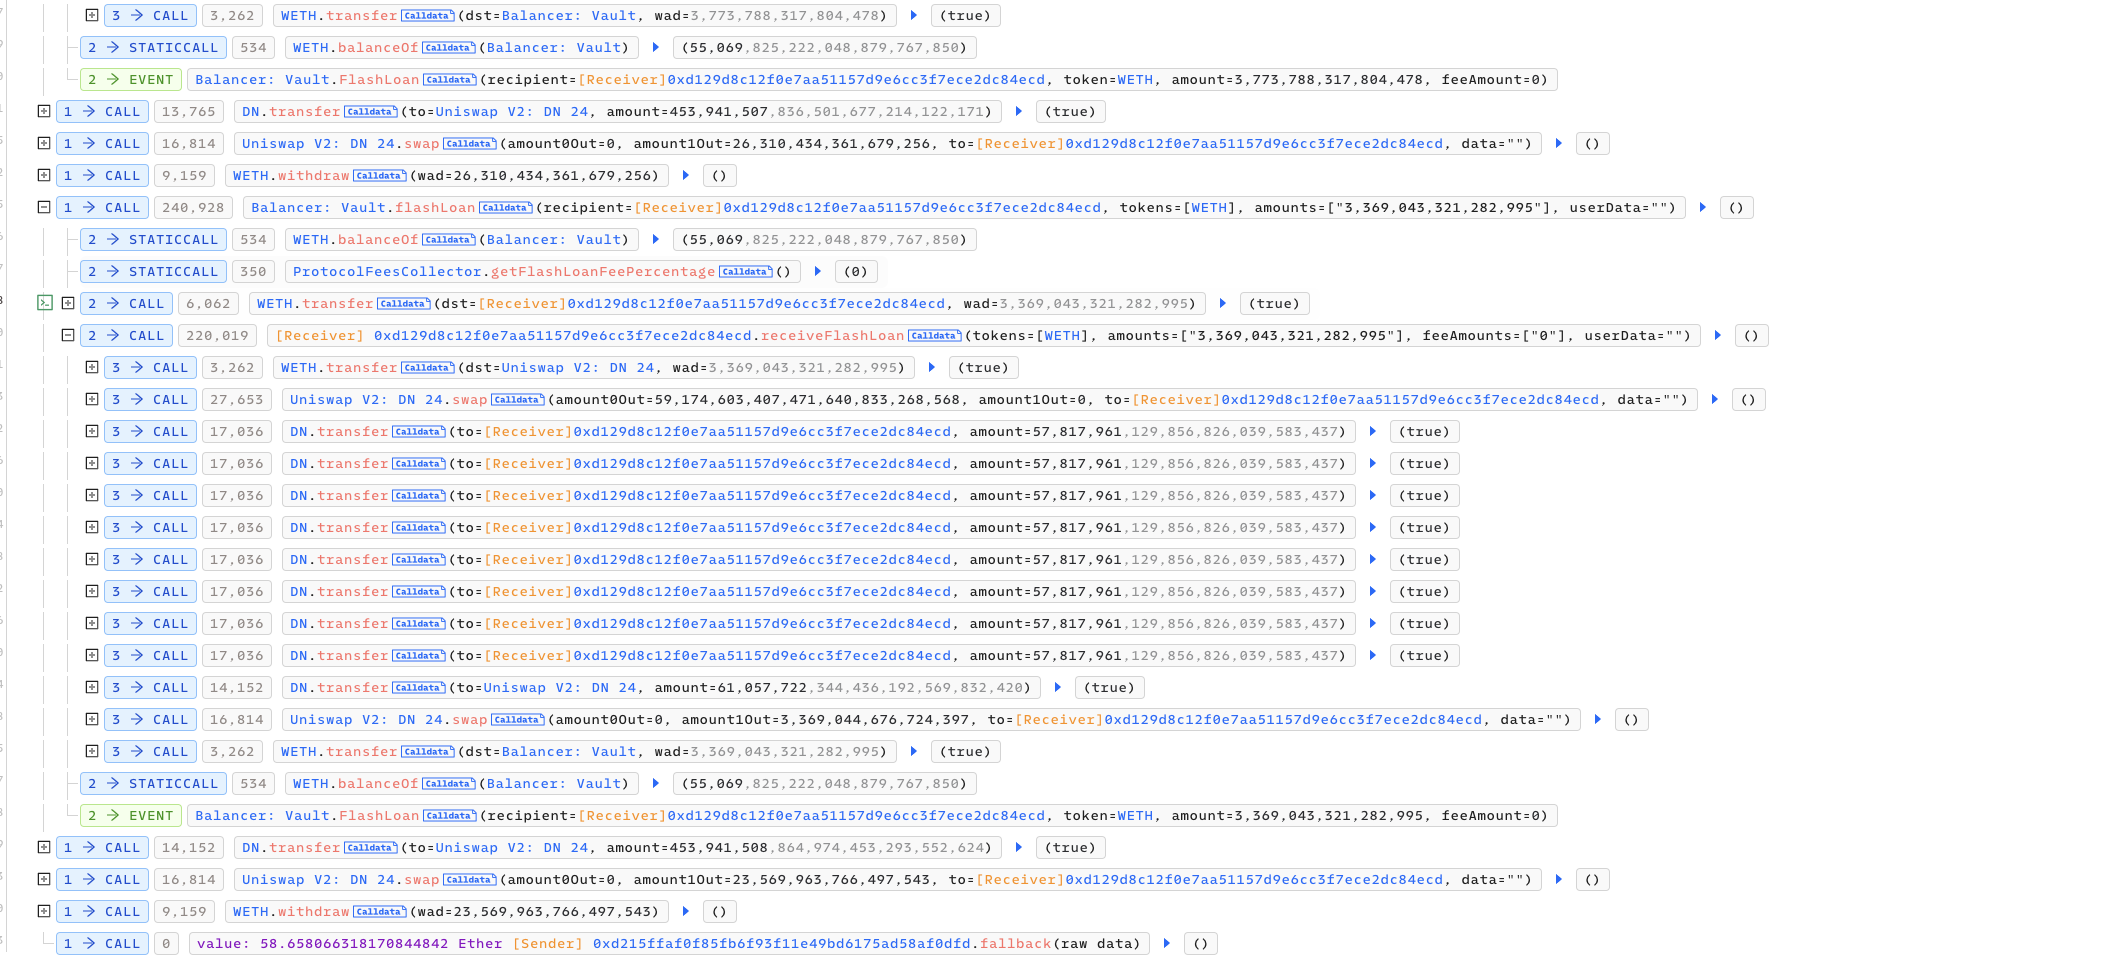 3 → CALL 3,262 WETH.transfer Calldata (dst=Balancer: Vault, wad=3,773,788,317,804,478) ▶ (true)
2 → STATICCALL 534 WETH.balanceOf Calldata (Balancer: Vault) ▶ (55,069,825,222,048,879,767,850)
2 → EVENT Balancer: Vault.FlashLoan Calldata (recipient=[Receiver]0xd129d8c12f0e7aa51157d9e6cc3f7ece2dc84ecd, token=WETH, amount=3,773,788,317,804,478, feeAmount=0)
1 → CALL 13,765 DN.transfer Calldata (to=Uniswap V2: DN 24, amount=453,941,507,836,501,677,214,122,171) ▶ (true)
1 → CALL 16,814 Uniswap V2: DN 24.swap Calldata (amount0Out=0, amount1Out=26,310,434,361,679,256, to=[Receiver]0xd129d8c12f0e7aa51157d9e6cc3f7ece2dc84ecd, data="") ▶ ()
1 → CALL 9,159 WETH.withdraw Calldata (wad=26,310,434,361,679,256) ▶ ()
1 → CALL 240,928 Balancer: Vault.flashLoan Calldata (recipient=[Receiver]0xd129d8c12f0e7aa51157d9e6cc3f7ece2dc84ecd, tokens=[WETH], amounts=["3,369,043,321,282,995"], userData="") ▶ ()
2 → STATICCALL 534 WETH.balanceOf Calldata (Balancer: Vault) ▶ (55,069,825,222,048,879,767,850)
2 → STATICCALL 350 ProtocolFeesCollector.getFlashLoanFeePercentage Calldata () ▶ (0)
2 → CALL 6,062 WETH.transfer Calldata (dst=[Receiver]0xd129d8c12f0e7aa51157d9e6cc3f7ece2dc84ecd, wad=3,369,043,321,282,995) ▶ (true)
2 → CALL 220,019 [Receiver] 0xd129d8c12f0e7aa51157d9e6cc3f7ece2dc84ecd.receiveFlashLoan Calldata (tokens=[WETH], amounts=["3,369,043,321,282,995"], feeAmounts=["0"], userData="") ▶ ()
3 → CALL 3,262 WETH.transfer Calldata (dst=Uniswap V2: DN 24, wad=3,369,043,321,282,995) ▶ (true)
3 → CALL 27,653 Uniswap V2: DN 24.swap Calldata (amount0Out=59,174,603,407,471,640,833,268,568, amount1Out=0, to=[Receiver]0xd129d8c12f0e7aa51157d9e6cc3f7ece2dc84ecd, data="") ▶ ()
3 → CALL 17,036 DN.transfer Calldata (to=[Receiver]0xd129d8c12f0e7aa51157d9e6cc3f7ece2dc84ecd, amount=57,817,961,129,856,826,039,583,437) ▶ (true)
3 → CALL 17,036 DN.transfer Calldata (to=[Receiver]0xd129d8c12f0e7aa51157d9e6cc3f7ece2dc84ecd, amount=57,817,961,129,856,826,039,583,437) ▶ (true)
3 → CALL 17,036 DN.transfer Calldata (to=[Receiver]0xd129d8c12f0e7aa51157d9e6cc3f7ece2dc84ecd, amount=57,817,961,129,856,826,039,583,437) ▶ (true)
3 → CALL 17,036 DN.transfer Calldata (to=[Receiver]0xd129d8c12f0e7aa51157d9e6cc3f7ece2dc84ecd, amount=57,817,961,129,856,826,039,583,437) ▶ (true)
3 → CALL 17,036 DN.transfer Calldata (to=[Receiver]0xd129d8c12f0e7aa51157d9e6cc3f7ece2dc84ecd, amount=57,817,961,129,856,826,039,583,437) ▶ (true)
3 → CALL 17,036 DN.transfer Calldata (to=[Receiver]0xd129d8c12f0e7aa51157d9e6cc3f7ece2dc84ecd, amount=57,817,961,129,856,826,039,583,437) ▶ (true)
3 → CALL 17,036 DN.transfer Calldata (to=[Receiver]0xd129d8c12f0e7aa51157d9e6cc3f7ece2dc84ecd, amount=57,817,961,129,856,826,039,583,437) ▶ (true)
3 → CALL 17,036 DN.transfer Calldata (to=[Receiver]0xd129d8c12f0e7aa51157d9e6cc3f7ece2dc84ecd, amount=57,817,961,129,856,826,039,583,437) ▶ (true)
3 → CALL 14,152 DN.transfer Calldata (to=Uniswap V2: DN 24, amount=61,057,722,344,436,192,569,832,420) ▶ (true)
3 → CALL 16,814 Uniswap V2: DN 24.swap Calldata (amount0Out=0, amount1Out=3,369,044,676,724,397, to=[Receiver]0xd129d8c12f0e7aa51157d9e6cc3f7ece2dc84ecd, data="") ▶ ()
3 → CALL 3,262 WETH.transfer Calldata (dst=Balancer: Vault, wad=3,369,043,321,282,995) ▶ (true)
2 → STATICCALL 534 WETH.balanceOf Calldata (Balancer: Vault) ▶ (55,069,825,222,048,879,767,850)
2 → EVENT Balancer: Vault.FlashLoan Calldata (recipient=[Receiver]0xd129d8c12f0e7aa51157d9e6cc3f7ece2dc84ecd, token=WETH, amount=3,369,043,321,282,995, feeAmount=0)
1 → CALL 14,152 DN.transfer Calldata (to=Uniswap V2: DN 24, amount=453,941,508,864,974,453,293,552,624) ▶ (true)
1 → CALL 16,814 Uniswap V2: DN 24.swap Calldata (amount0Out=0, amount1Out=23,569,963,766,497,543, to=[Receiver]0xd129d8c12f0e7aa51157d9e6cc3f7ece2dc84ecd, data="") ▶ ()
1 → CALL 9,159 WETH.withdraw Calldata (wad=23,569,963,766,497,543) ▶ ()
1 → CALL 0 value: 58.658066318170844842 Ether [Sender] 0xd215ffaf0f85fb6f93f11e49bd6175ad58af0dfd.fallback(raw data) ▶ ()